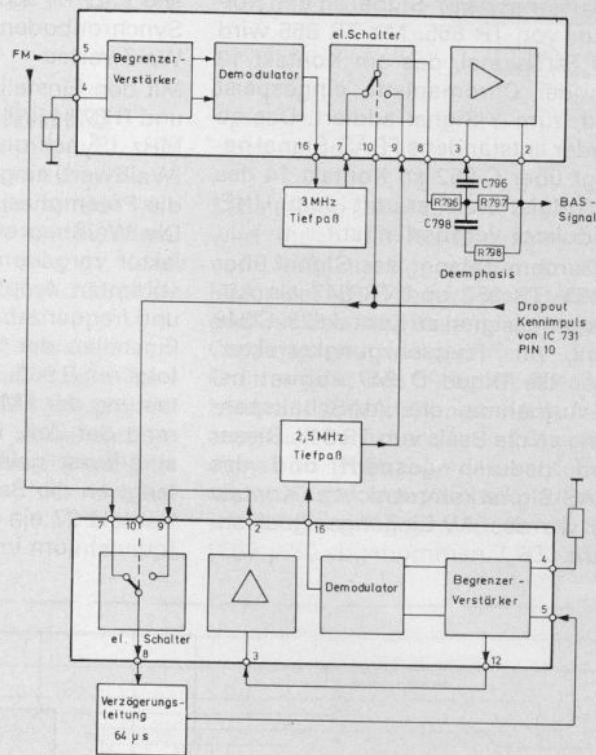 el. Schalter
5
FM
4
Begrenzer
Verstärker
Demodulator
16
7
10
9
3
2
3 MHz
Tiefpaß
C796
R796
R797
BAS-
Signal
C798
R798
Deemphasis
Dropout
Kennimpuls
von IC 731
PIN 10
2,5 MHz
Tiefpaß
7
10
9
2
16
4
5
Demodulator
Begrenzer-
Verstärker
el. Schalter
8
3
12
Verzögerungs-
leitung
64 µs